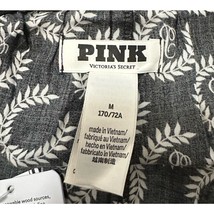 PINK
VICTORIA'S SECRET
M
170/72A
made in Vietnam/
fabriqué au Vietnam/
hecho en Vietnam/
fabricato in Vietnam/
越南製造
C